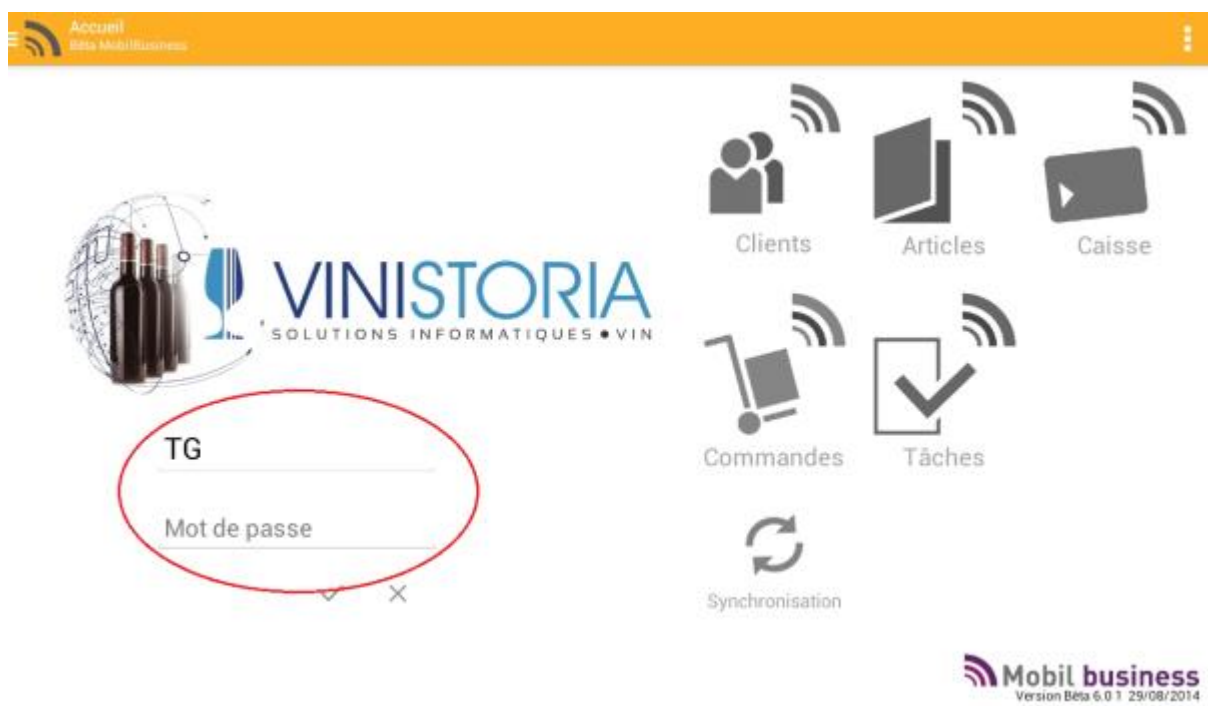 Accueil
Bêta MobilBusiness
VINISTORIA
SOLUTIONS INFORMATIQUES • VIN
TG
Mot de passe
Clients
Articles
Caisse
Commandes
Tâches
Synchronisation
Mobil business
Version Bêta 6.0 1 29/08/2014